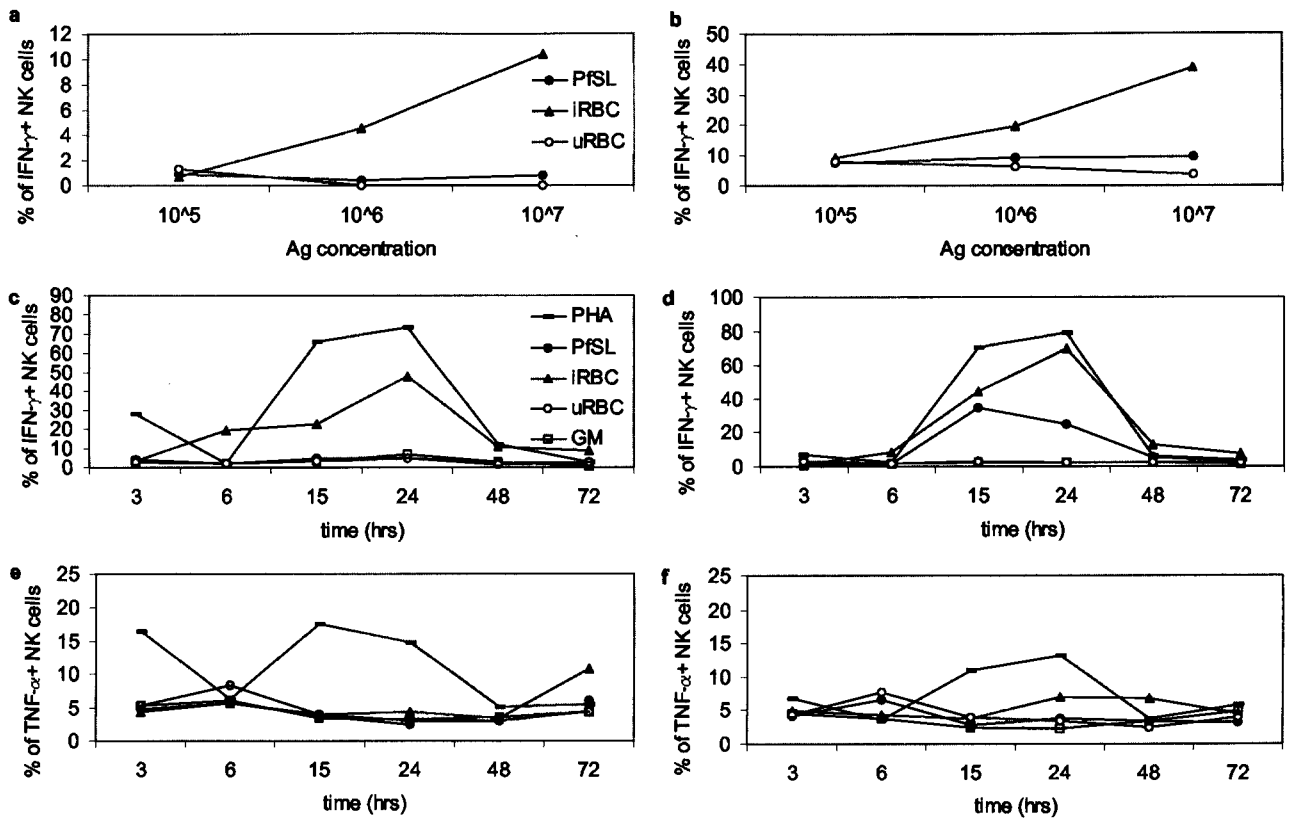 a
% of IFN-γ+ NK cells
12
10
8
6
4
2
0
PfSL
iRBC
uRBC
10^5
10^6
10^7
Ag concentration
b
% of IFN-γ+ NK cells
50
40
30
20
10
0
10^5
10^6
10^7
Ag concentration
c
% of IFN-γ+ NK cells
90
80
70
60
50
40
30
20
10
0
PHA
PfSL
iRBC
uRBC
GM
3 6 15 24 48 72
time (hrs)
d
% of IFN-γ+ NK cells
100
80
60
40
20
0
3 6 15 24 48 72
time (hrs)
e
% of TNF-α+ NK cells
25
20
15
10
5
0
3 6 15 24 48 72
time (hrs)
f
% of TNF-α+ NK cells
25
20
15
10
5
0
3 6 15 24 48 72
time (hrs)